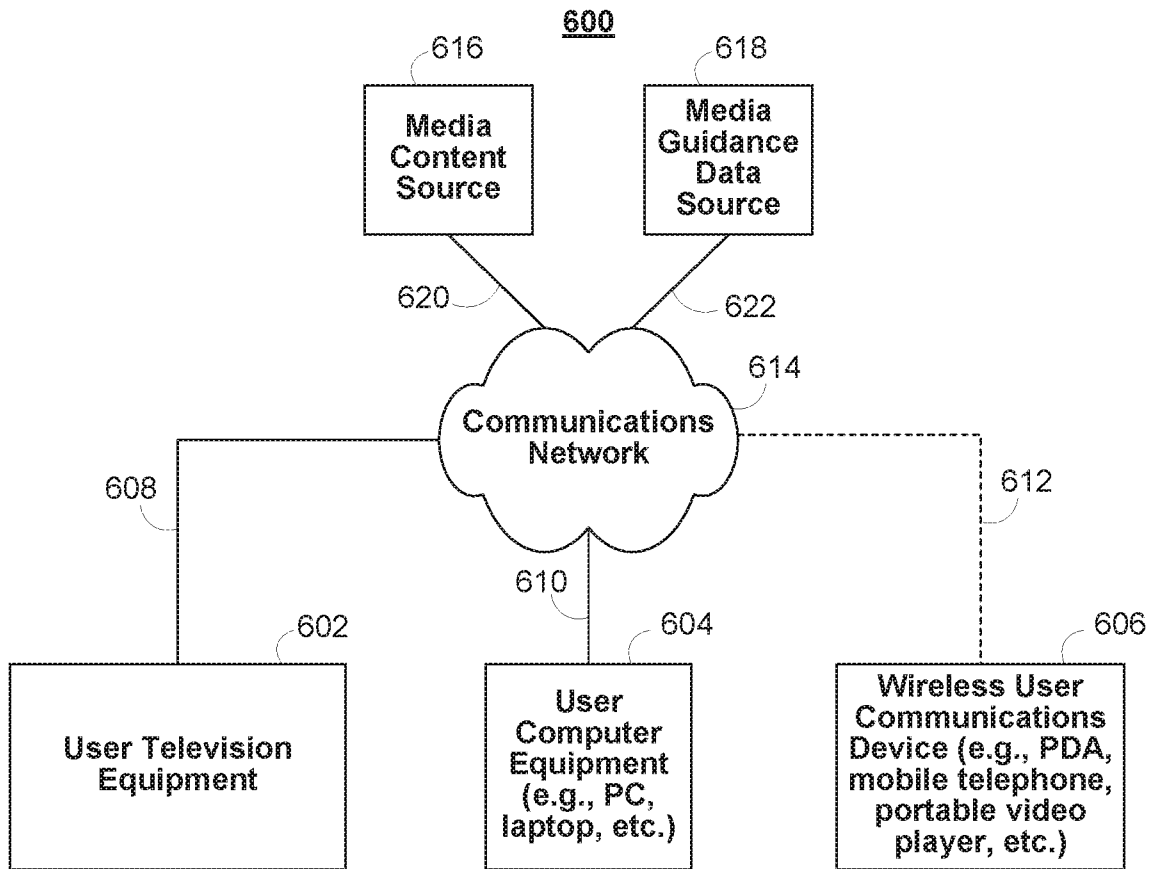 600
616
618
Media
Content
Source
Media
Guidance
Data
Source
620
622
614
Communications
Network
608
612
610
602
604
606
User Television
Equipment
User
Computer
Equipment
(e.g., PC,
laptop, etc.)
Wireless User
Communications
Device (e.g., PDA,
mobile telephone,
portable video
player, etc.)